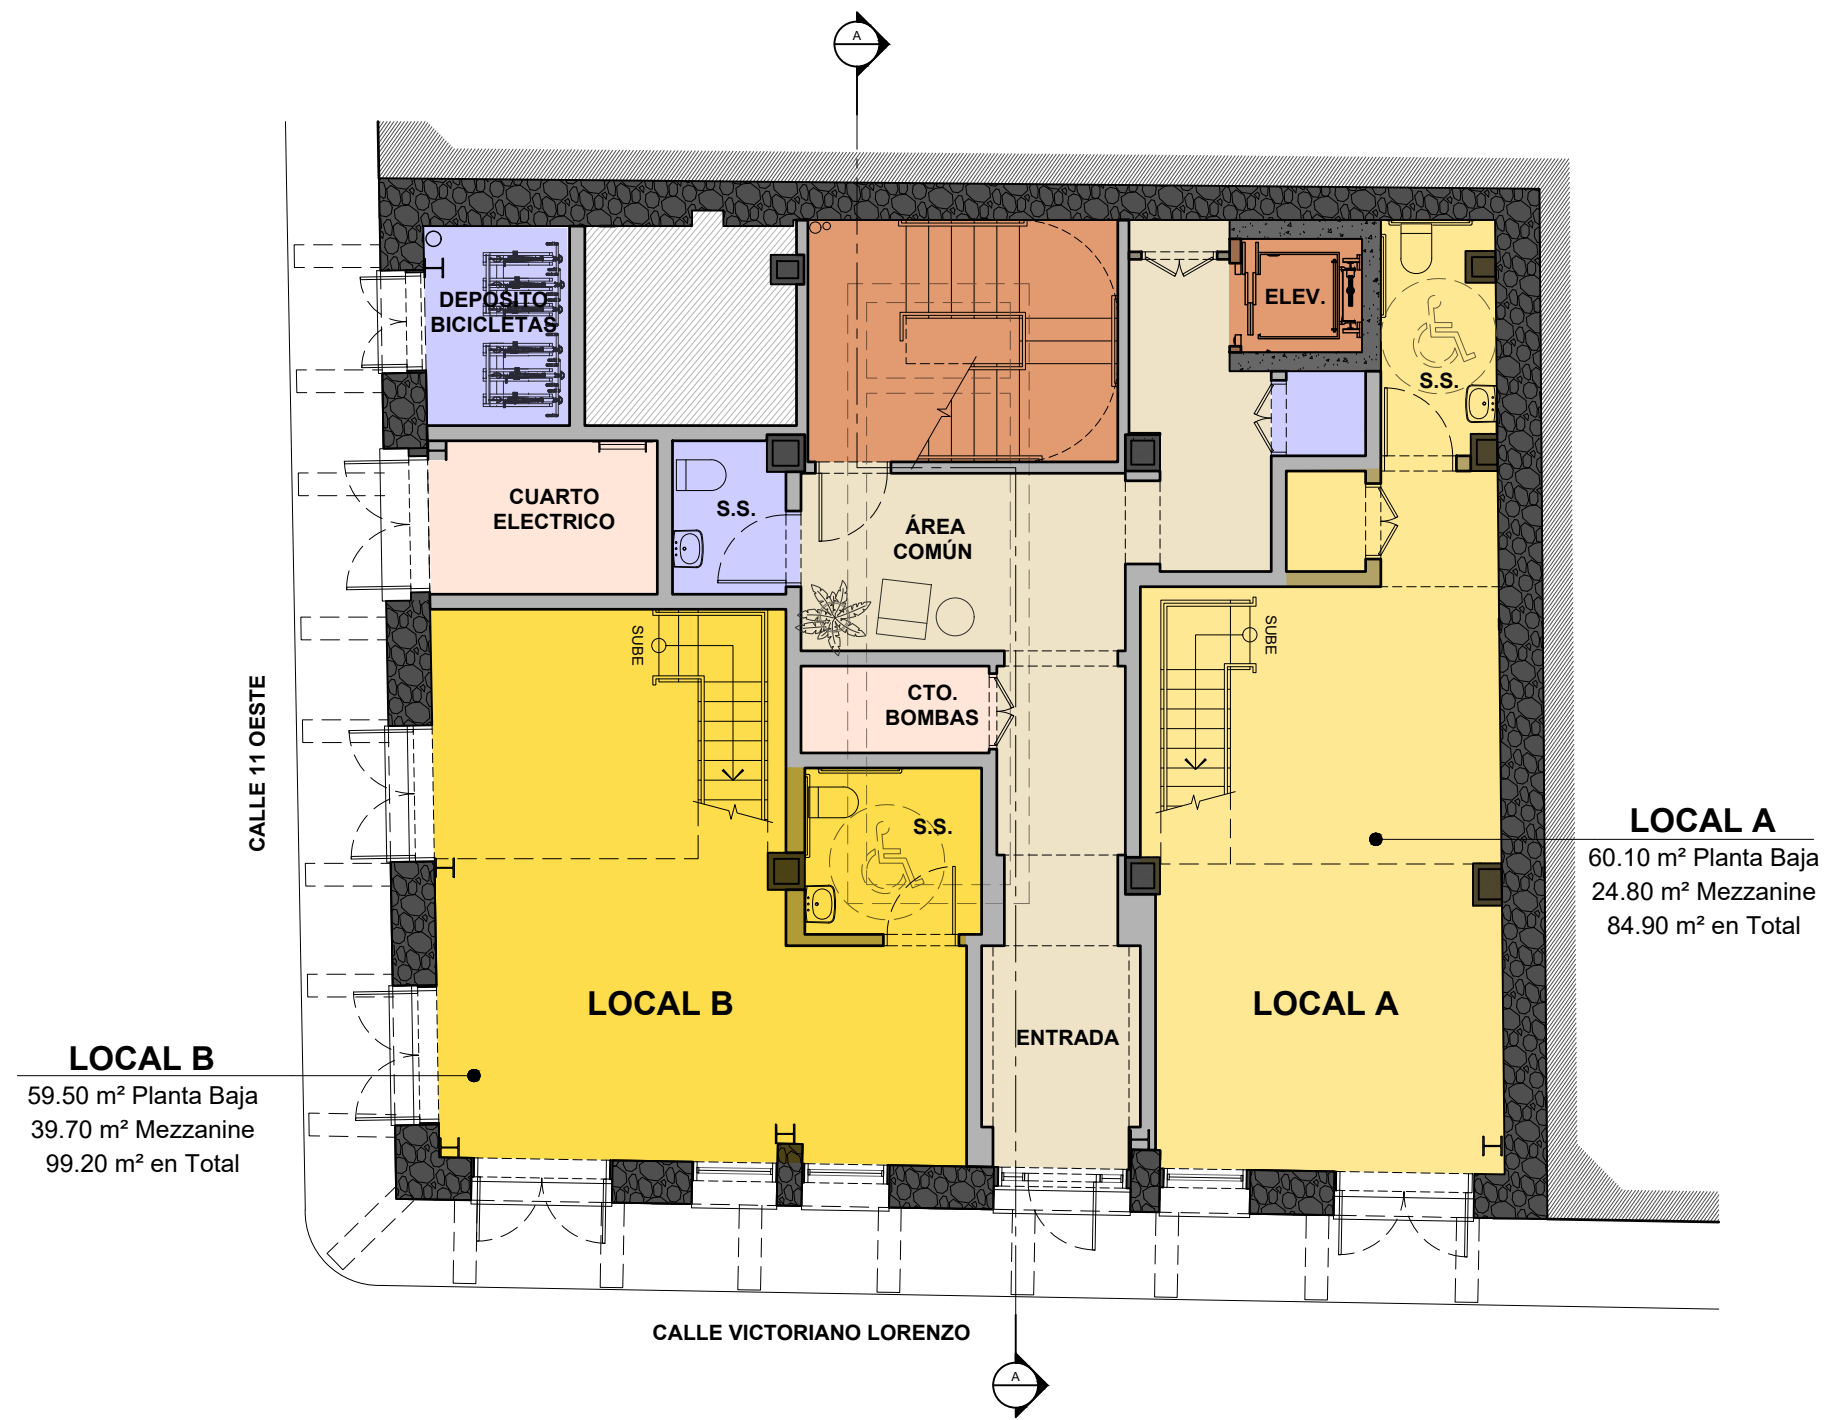 A
DEPOSITO
BICICLETAS
ELEV.
S.S.
CUARTO
ELECTRICO
S.S.
ÁREA
COMÚN
SUBE
SUBE
CTO.
BOMBAS
CALLE 11 OESTE
S.S.
LOCAL A
60.10 m² Planta Baja
24.80 m² Mezzanine
84.90 m² en Total
LOCAL B
LOCAL A
ENTRADA
LOCAL B
59.50 m² Planta Baja
39.70 m² Mezzanine
99.20 m² en Total
CALLE VICTORIANO LORENZO
A